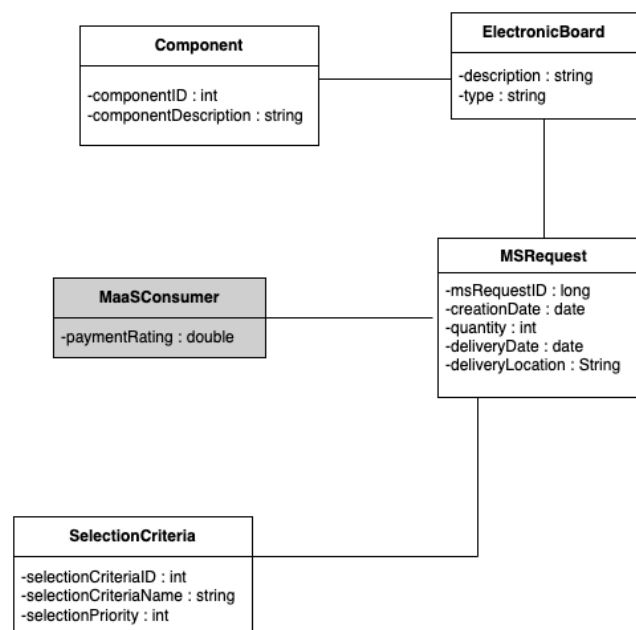 Component
-componentID : int
-componentDescription : string
ElectronicBoard
-description : string
-type : string
MSRequest
-msRequestID : long
-creationDate : date
-quantity : int
-deliveryDate : date
-deliveryLocation : String
MaaSConsumer
-paymentRating : double
SelectionCriteria
-selectionCriteriaID : int
-selectionCriteriaName : string
-selectionPriority : int